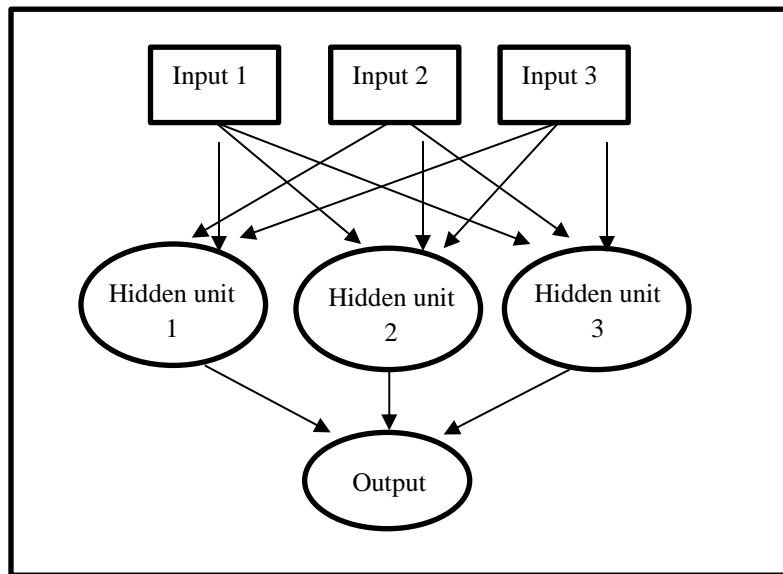 Input 1
Input 2
Input 3
Hidden unit
1
Hidden unit
2
Hidden unit
3
Output